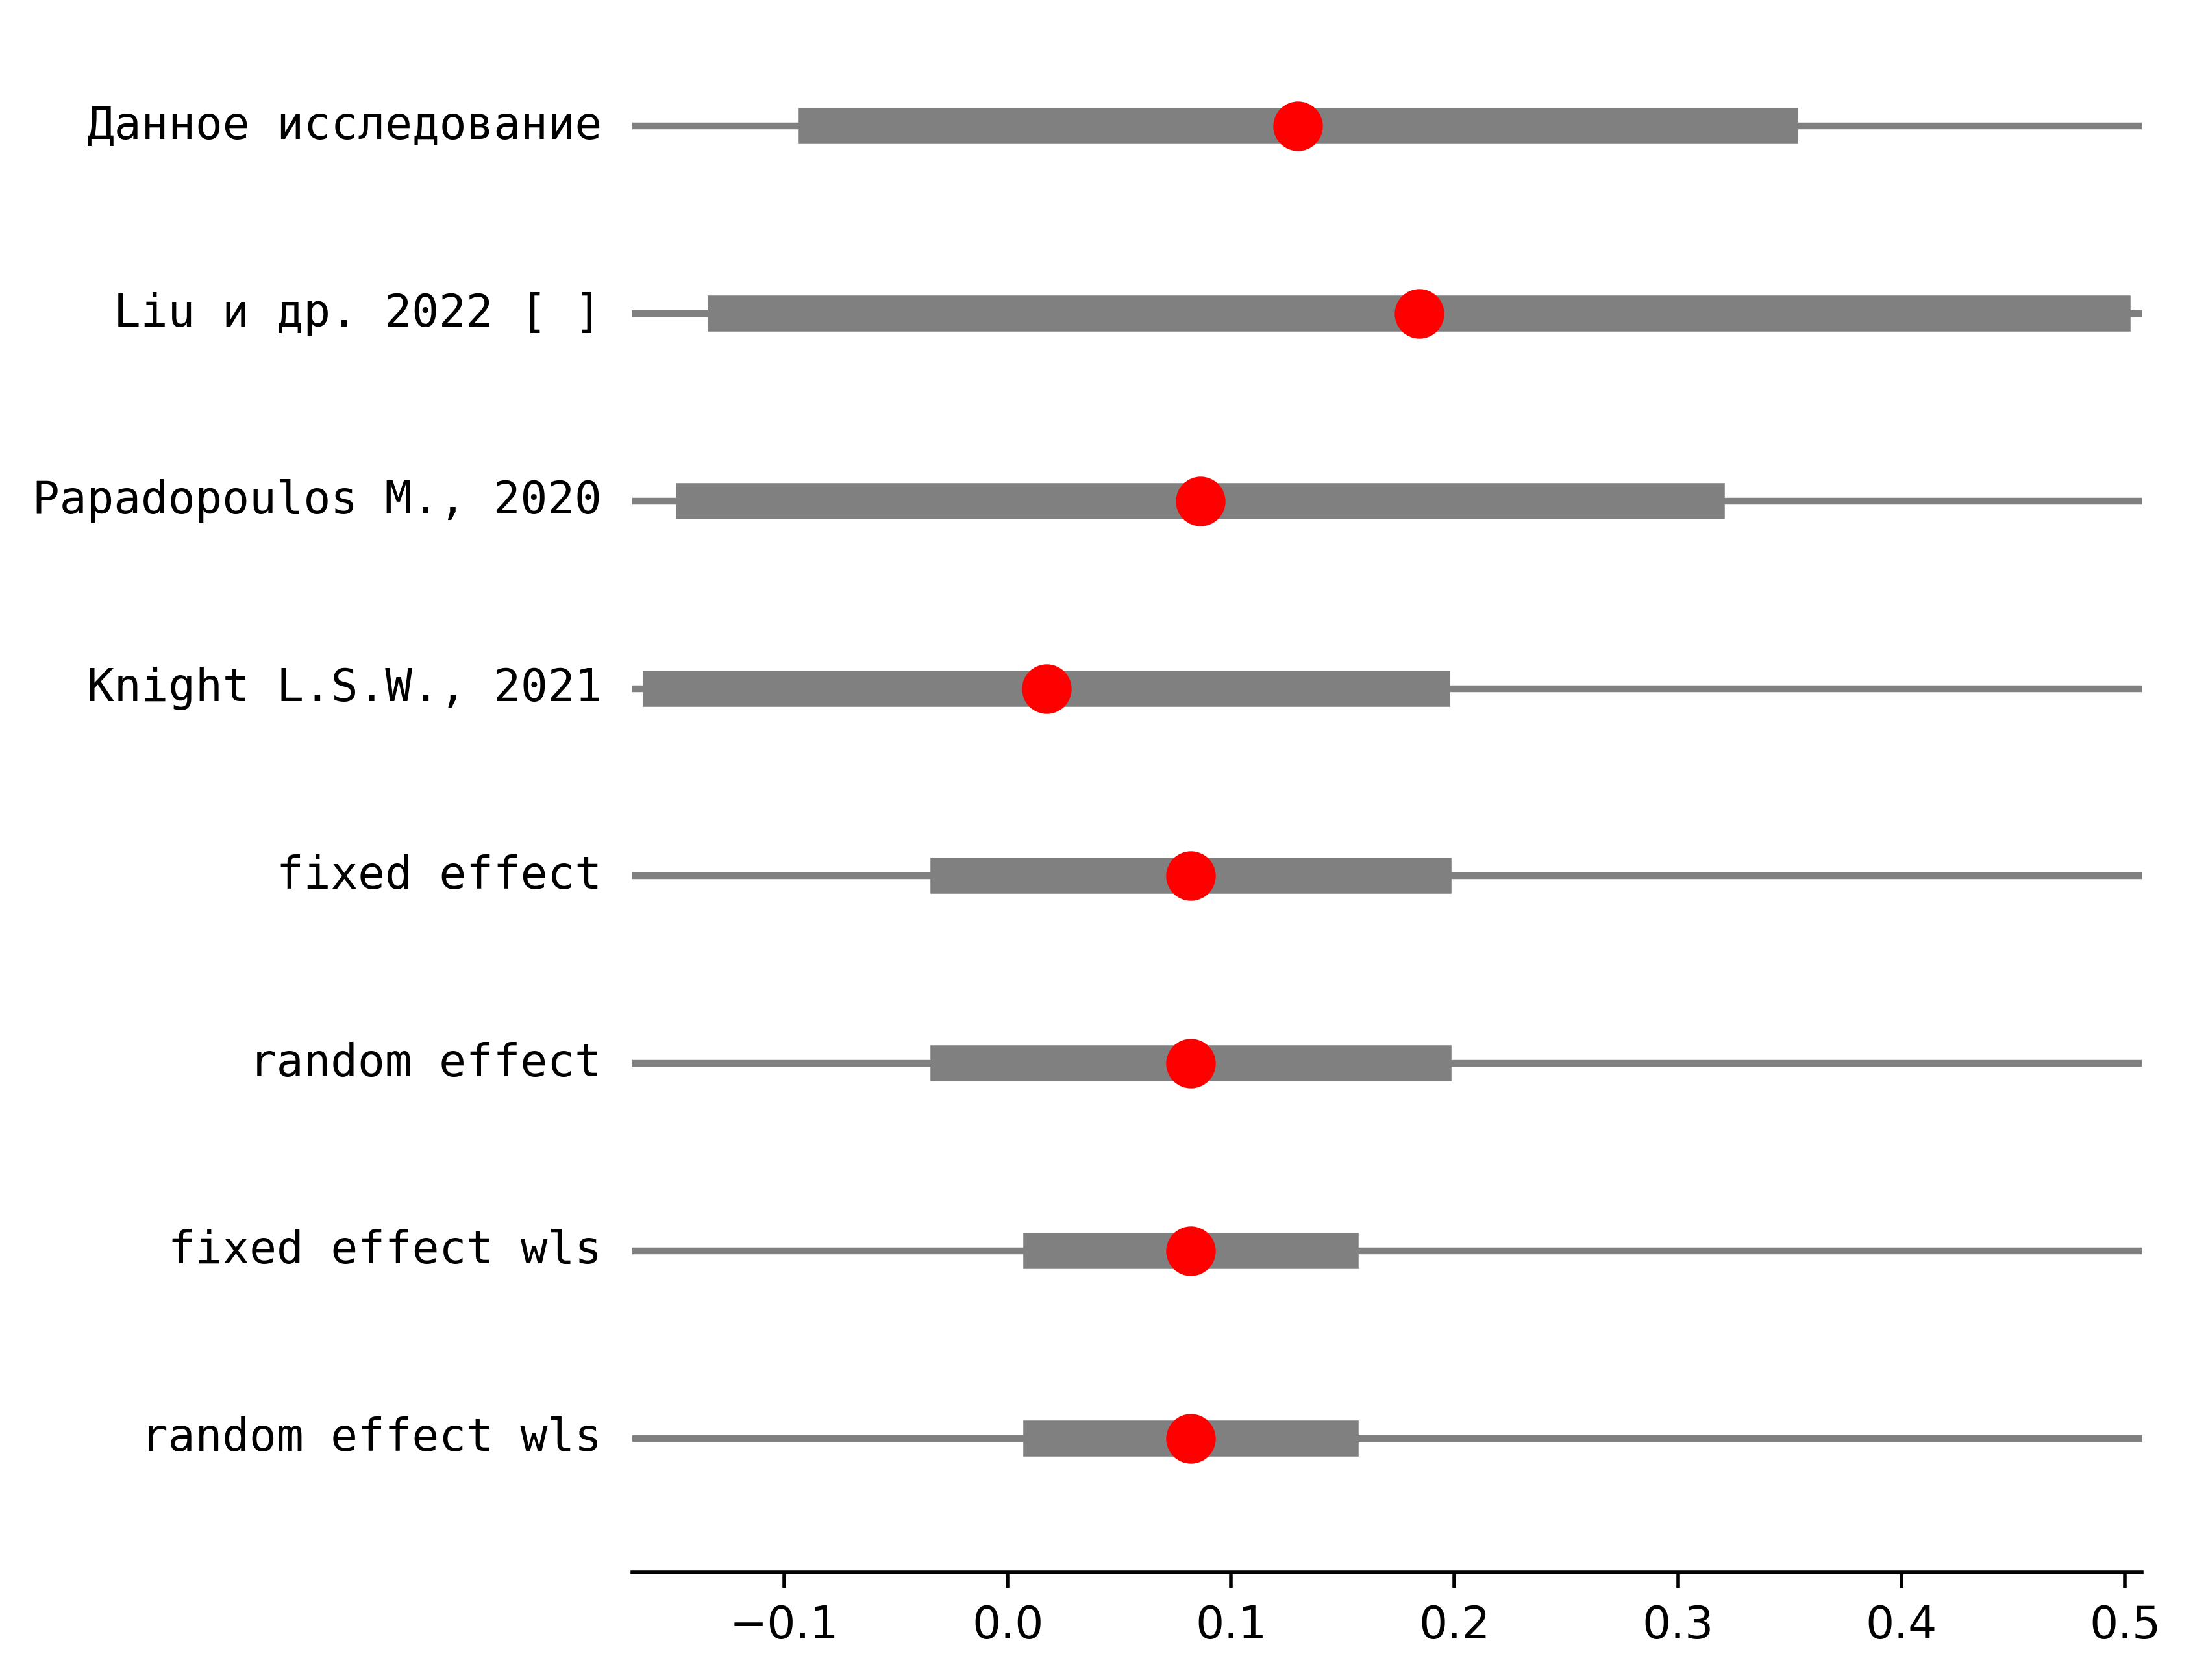 Данное исследование
Liu и др. 2022 [ ]
Papadopoulos M., 2020
Knight L.S.W., 2021
fixed effect
random effect
fixed effect wls
random effect wls
−0.1 0.0 0.1 0.2 0.3 0.4 0.5